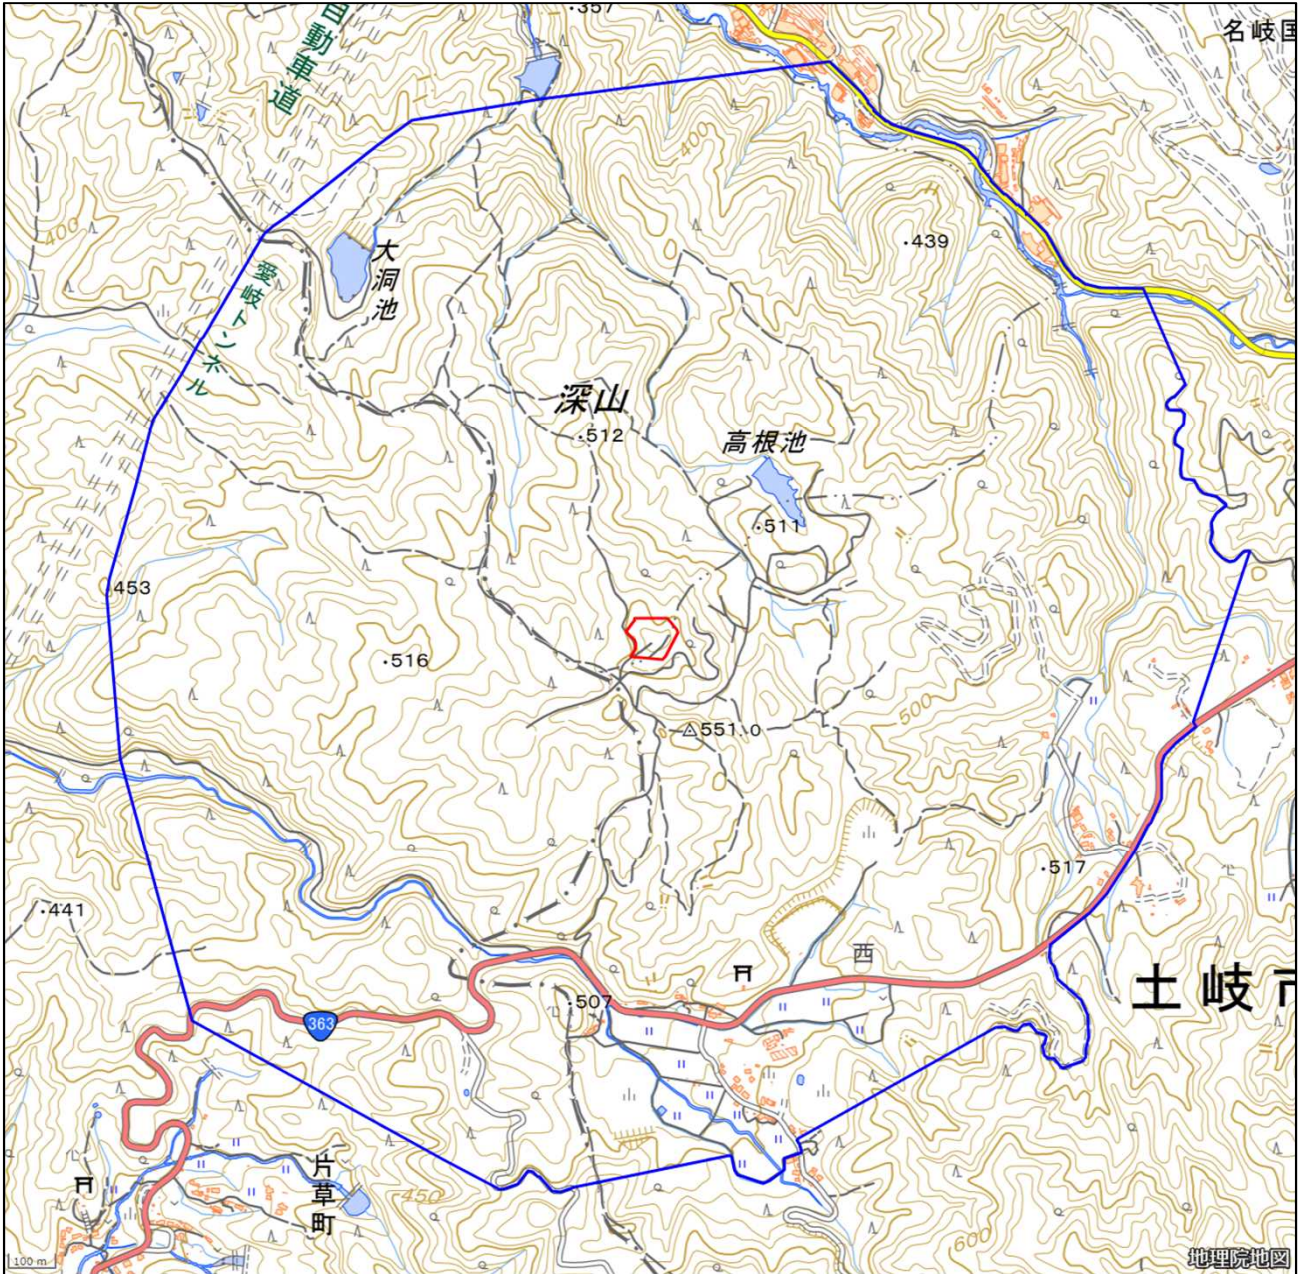 ・357
名岐国
自動車道
400
400
・439
大洞池
愛岐トンネル
深山
・512
高根池
・511
453
・516
500
551.0
441
・517
西
土岐市
・507
363
片草町
450
600
100 m
地理院地図